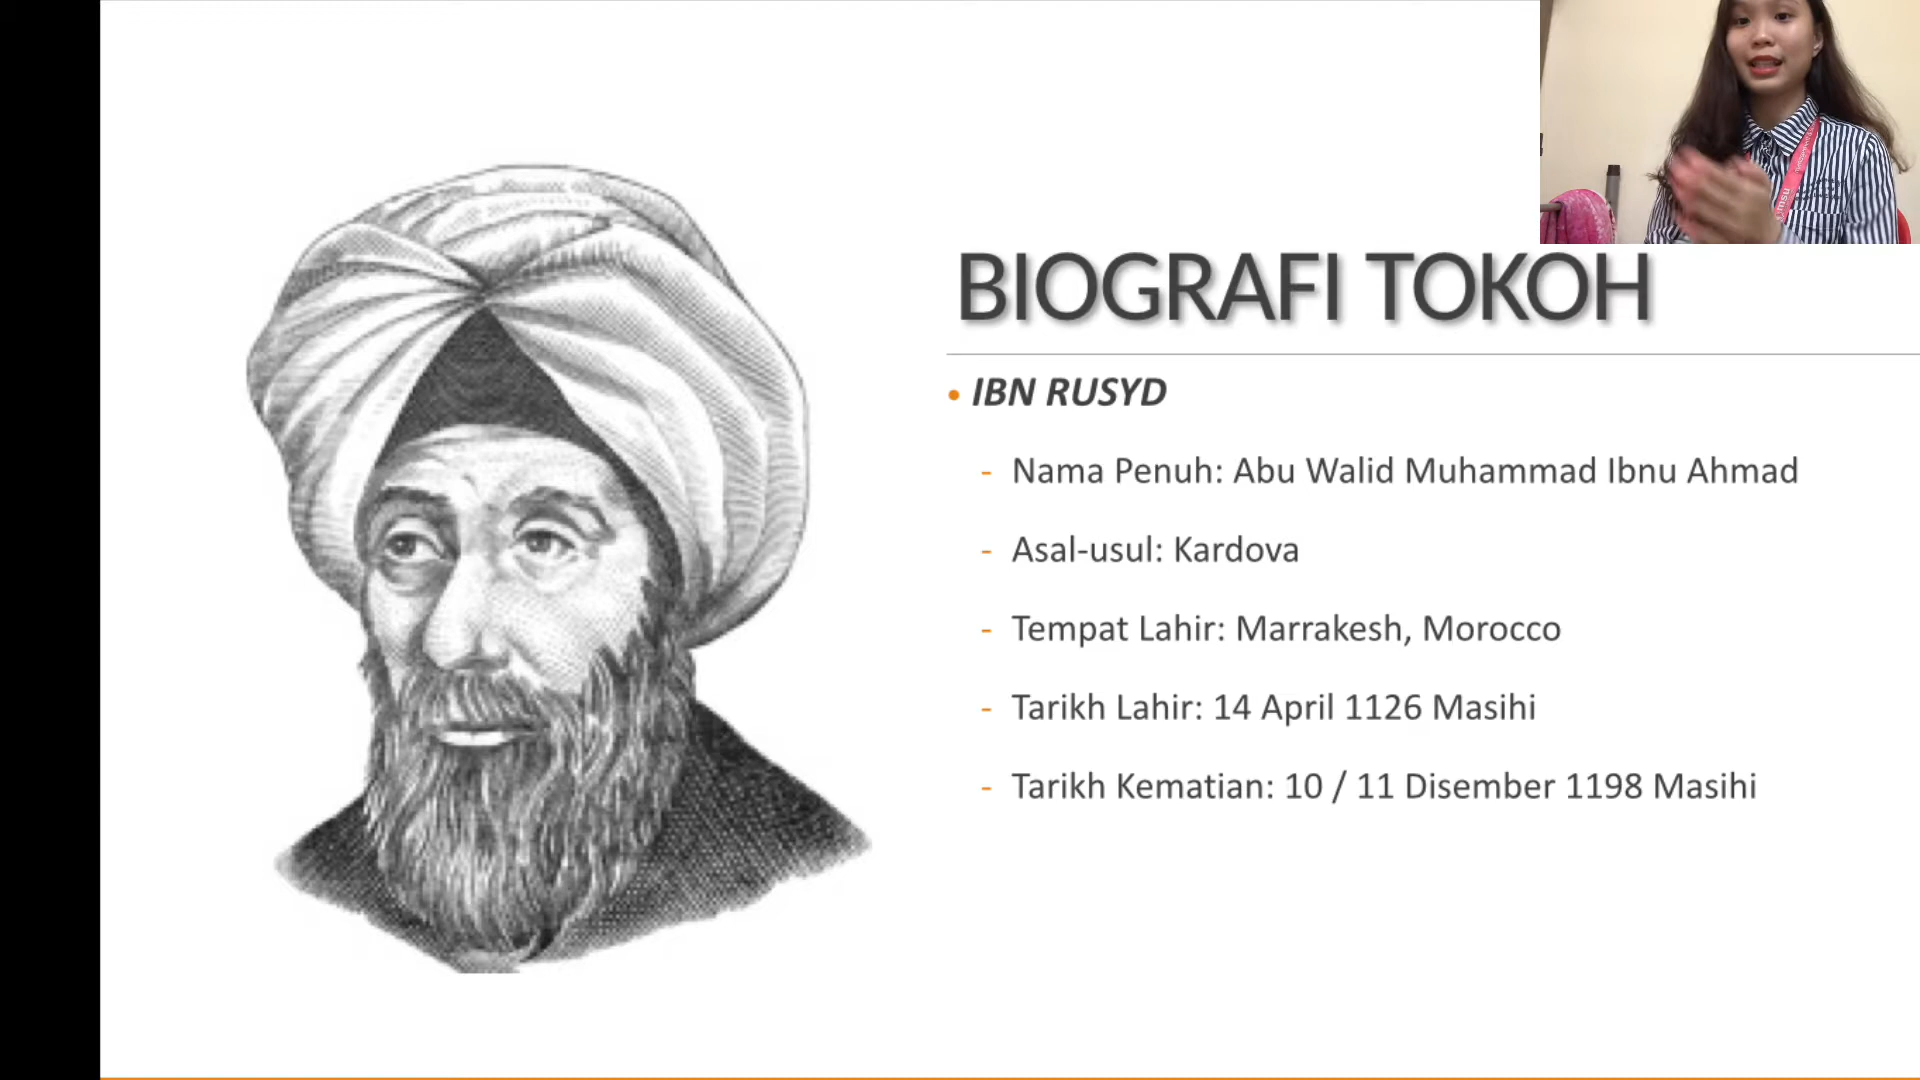 BIOGRAFI TOKOH
• IBN RUSYD
- Nama Penuh: Abu Walid Muhammad Ibnu Ahmad
- Asal-usul: Kardova
- Tempat Lahir: Marrakesh, Morocco
- Tarikh Lahir: 14 April 1126 Masihi
- Tarikh Kematian: 10 / 11 Disember 1198 Masihi
msu